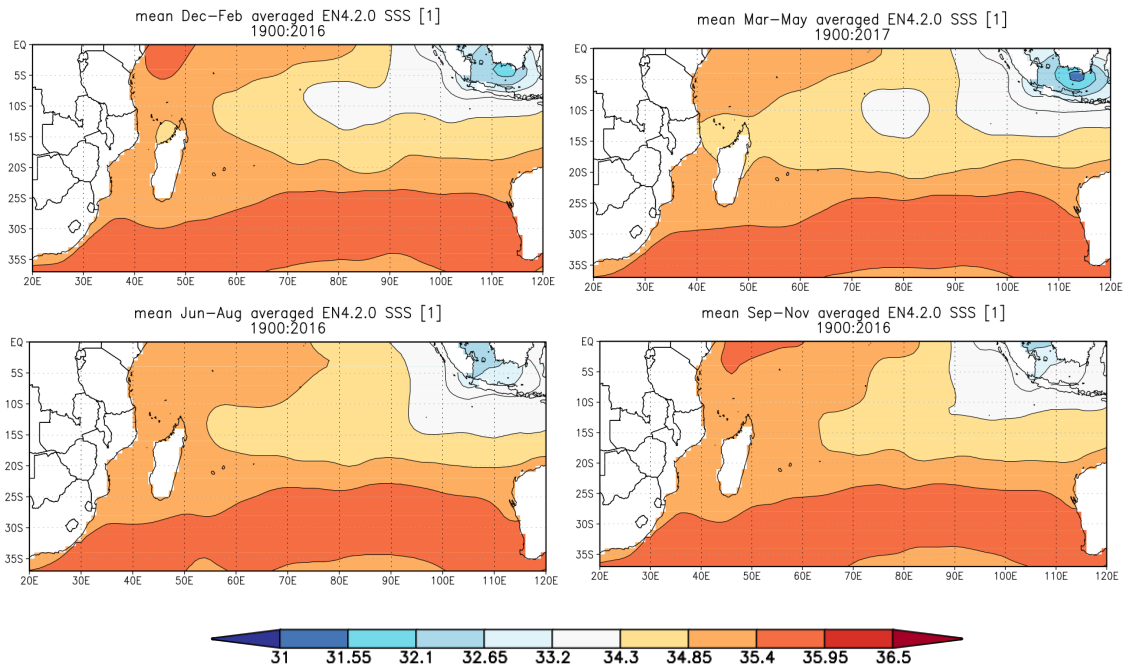 mean Dec-Feb averaged EN4.2.0 SSS [1]
1900:2016
EQ
5S
10S
15S
20S
25S
30S
35S
20E 30E 40E 50E 60E 70E 80E 90E 100E 110E 120E
mean Mar-May averaged EN4.2.0 SSS [1]
1900:2017
EQ
5S
10S
15S
20S
25S
30S
35S
20E 30E 40E 50E 60E 70E 80E 90E 100E 110E 120E
mean Jun-Aug averaged EN4.2.0 SSS [1]
1900:2016
EQ
5S
10S
15S
20S
25S
30S
35S
20E 30E 40E 50E 60E 70E 80E 90E 100E 110E 120E
mean Sep-Nov averaged EN4.2.0 SSS [1]
1900:2016
EQ
5S
10S
15S
20S
25S
30S
35S
20E 30E 40E 50E 60E 70E 80E 90E 100E 110E 120E
31 31.55 32.1 32.65 33.2 34.3 34.85 35.4 35.95 36.5